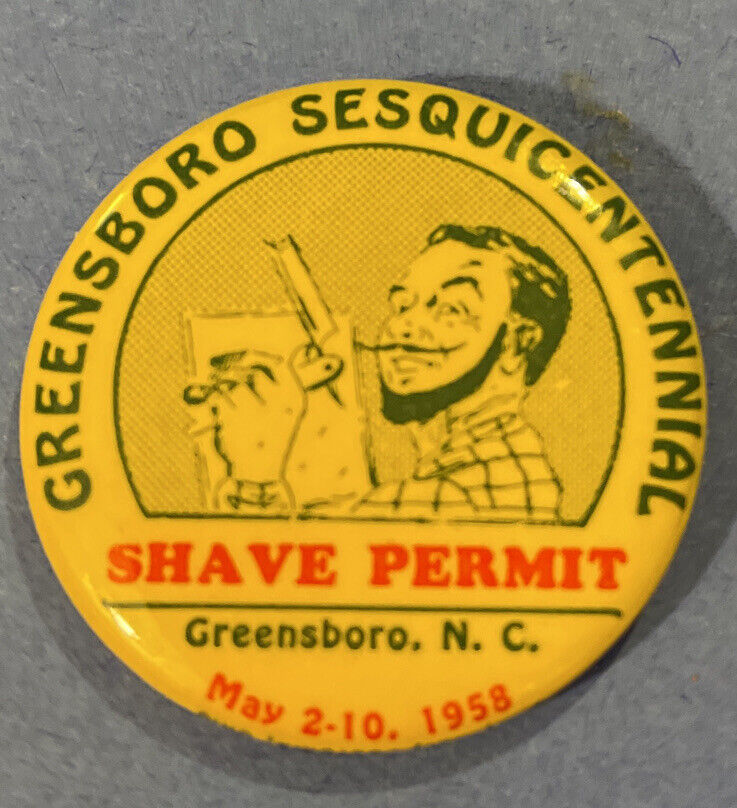 GREENSBORO SESQUICENTENNIAL
SHAVE PERMIT
Greensboro, N. C.
May 2-10, 1958